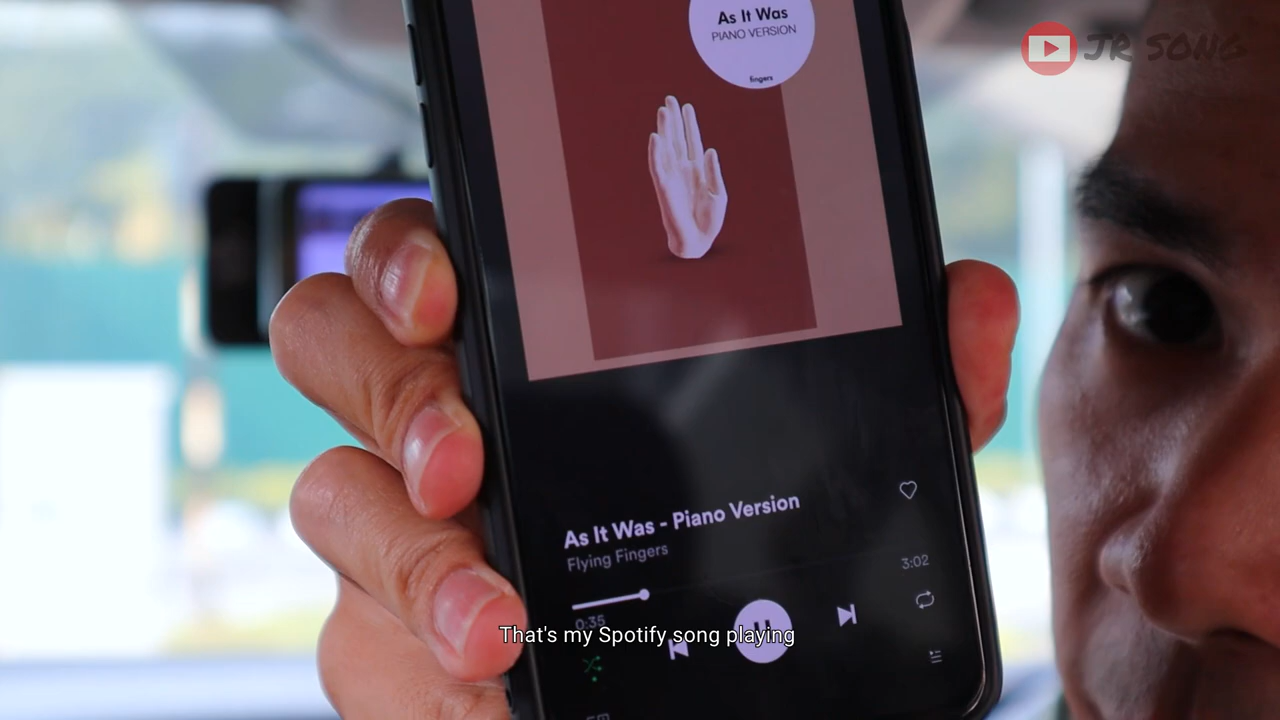 As It Was
PIANO VERSION
fingers
JR SONG
As It Was - Piano Version
Flying Fingers
0:35
3:02
That's my Spotify song playing